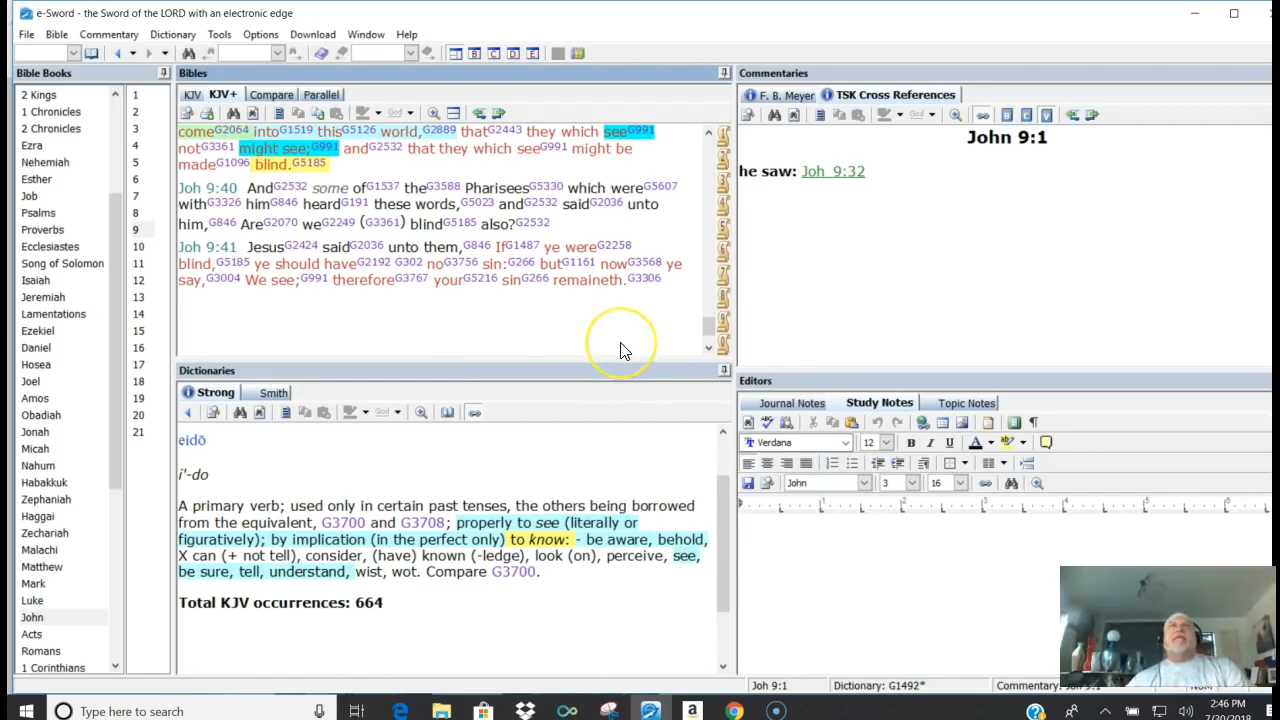 e-Sword - the Sword of the LORD with an electronic edge
File Bible Commentary Dictionary Tools Options Download Window Help
Bible Books
2 Kings
1 Chronicles
2 Chronicles
Ezra
Nehemiah
Esther
Job
Psalms
Proverbs
Ecclesiastes
Song of Solomon
Isaiah
Jeremiah
Lamentations
Ezekiel
Daniel
Hosea
Joel
Amos
Obadiah
Jonah
Micah
Nahum
Habakkuk
Zephaniah
Haggai
Zechariah
Malachi
Matthew
Mark
Luke
John
Acts
Romans
1 Corinthians
1
2
3
4
5
6
7
8
9
10
11
12
13
14
15
16
17
18
19
20
21
Bibles
KJV KJV+ Compare Parallel
comeG2064 intoG1519 thisG5126 world,G2889 thatG2443 they which seeG991
notG3361 might see;G991 andG2532 that they which seeG991 might be
madeG1096 blind.G5185
Joh 9:40 AndG2532 some ofG1537 theG3588 PhariseesG5330 which wereG5607
withG3326 himG846 heardG191 these words,G5023 andG2532 saidG2036 unto
him,G846 AreG2070 weG2249 (G3361) blindG5185 also?G2532
Joh 9:41 JesusG2424 saidG2036 unto them,G846 IfG1487 ye wereG2258
blind,G5185 ye should haveG2192 G302 noG3756 sin:G266 butG1161 nowG3568 ye
say,G3004 We see;G991 thereforeG3767 yourG5216 sinG266 remaineth.G3306
Dictionaries
Strong Smith
eidō
i'-do
A primary verb; used only in certain past tenses, the others being borrowed
from the equivalent, G3700 and G3708; properly to see (literally or
figuratively); by implication (in the perfect only) to know: - be aware, behold,
X can (+ not tell), consider, (have) known (-ledge), look (on), perceive, see,
be sure, tell, understand, wist, wot. Compare G3700.
Total KJV occurrences: 664
Commentaries
F. B. Meyer TSK Cross References
John 9:1
he saw: Joh_9:32
Editors
Journal Notes Study Notes Topic Notes
Verdana 12 B I U A
John 3 16
1 2 3 4 5 6
Joh 9:1 Dictionary: G1492*
Type here to search
2:46 PM
7/30/2018